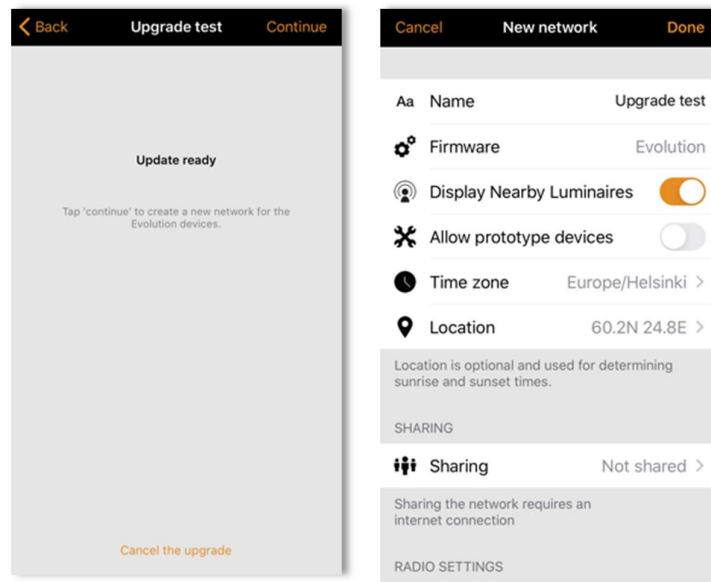 Back Upgrade test Continue
Update ready
Tap 'continue' to create a new network for the
Evolution devices.
Cancel the upgrade
Cancel New network Done
Aa Name Upgrade test
Firmware Evolution
Display Nearby Luminaires
Allow prototype devices
Time zone Europe/Helsinki
Location 60.2N 24.8E
Location is optional and used for determining
sunrise and sunset times.
SHARING
Sharing Not shared
Sharing the network requires an
internet connection
RADIO SETTINGS